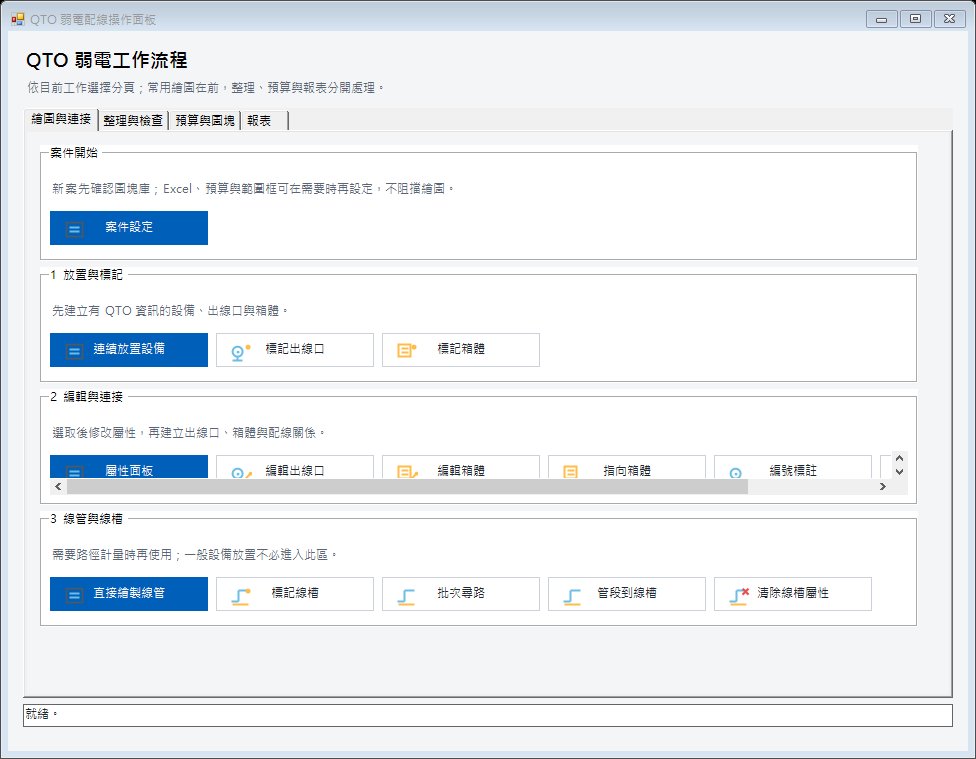 QTO 弱電配線操作面板
QTO 弱電工作流程
依目前工作選擇分頁；常用繪圖在前，整理、預算與報表分開處理。
繪圖與連接 整理與檢查 預算與圖塊 報表
案件開始
新案先確認圖塊庫；Excel、預算與範圍框可在需要時再設定，不阻擋繪圖。
案件設定
1 放置與標記
先建立有 QTO 資訊的設備、出線口與箱體。
連續放置設備 標記出線口 標記箱體
2 編輯與連接
選取後修改屬性，再建立出線口、箱體與配線關係。
屬性面板 編輯出線口 編輯箱體 指向箱體 編號標註
3 線管與線槽
需要路徑計量時再使用；一般設備放置不必進入此區。
直接繪製線管 標記線槽 批次尋路 管段到線槽 清除線槽屬性
就緒。